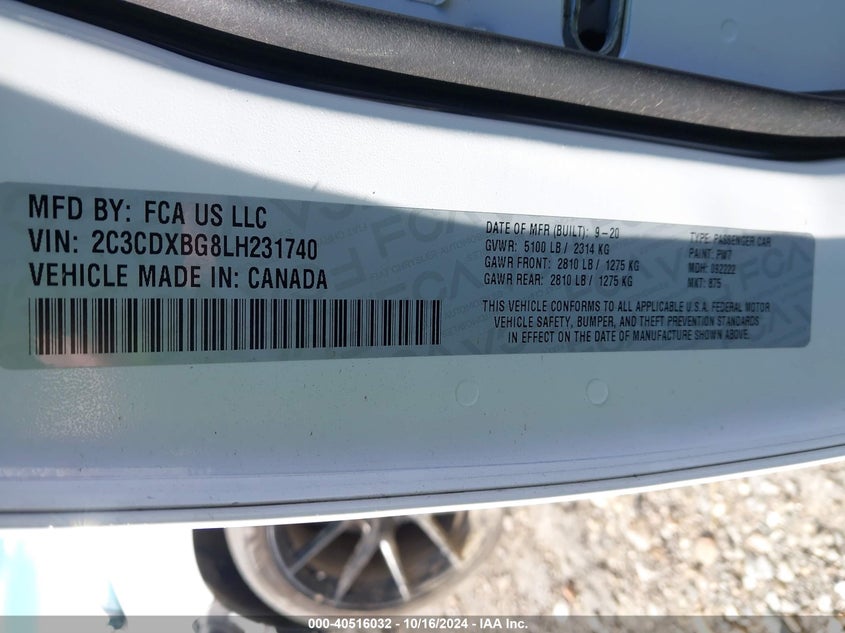 MFD BY: FCA US LLC
VIN: 2C3CDXBG8LH231740
VEHICLE MADE IN: CANADA
DATE OF MFR (BUILT): 9-20
GVWR: 5100 LB / 2314 KG
GAWR FRONT: 2810 LB / 1275 KG
GAWR REAR: 2810 LB / 1275 KG
TYPE: PASSENGER CAR
PAINT: PW7
MDH: 092222
MKT: 875
THIS VEHICLE CONFORMS TO ALL APPLICABLE U.S.A. FEDERAL MOTOR
VEHICLE SAFETY, BUMPER, AND THEFT PREVENTION STANDARDS
IN EFFECT ON THE DATE OF MANUFACTURE SHOWN ABOVE.
000-40516032 - 10/16/2024 - IAA Inc.